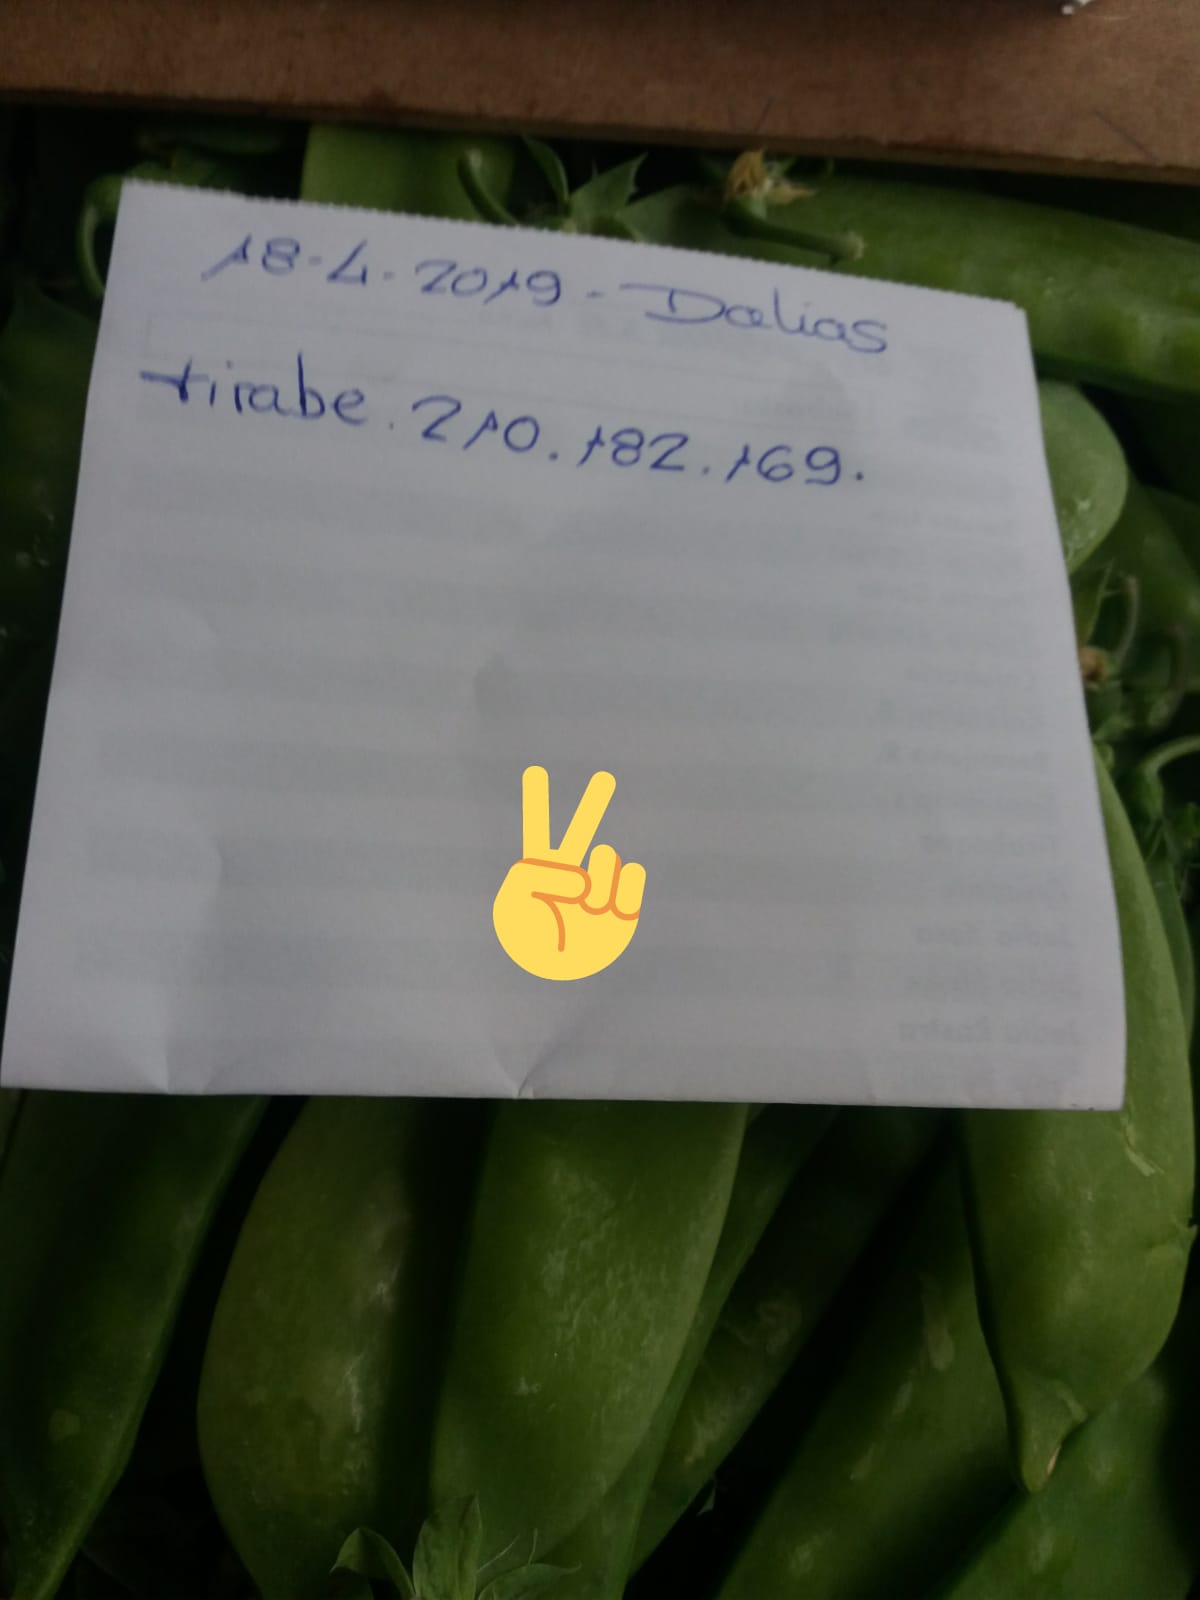 18-4-2019 - Dalias
tirabe. 210. 182. 169.